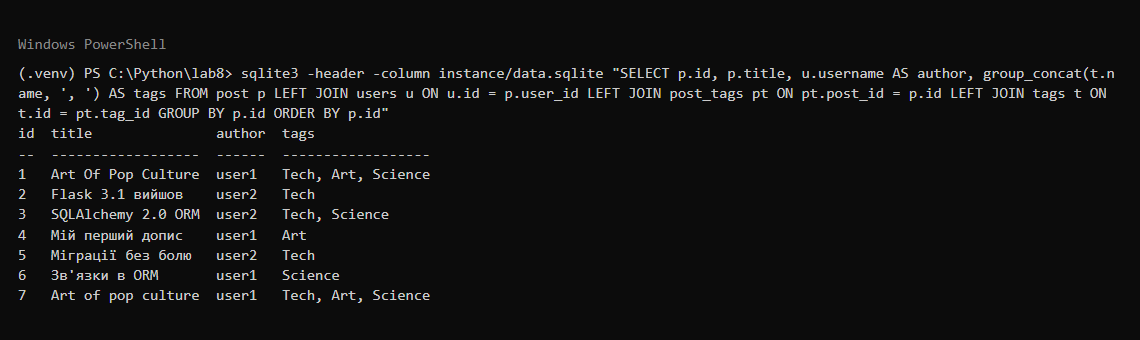 Windows PowerShell
(.venv) PS C:\Python\lab8> sqlite3 -header -column instance/data.sqlite "SELECT p.id, p.title, u.username AS author, group_concat(t.n
ame, ', ') AS tags FROM post p LEFT JOIN users u ON u.id = p.user_id LEFT JOIN post_tags pt ON pt.post_id = p.id LEFT JOIN tags t ON
t.id = pt.tag_id GROUP BY p.id ORDER BY p.id"
id  title               author  tags
--  ------------------  ------  ------------------
1   Art Of Pop Culture  user1   Tech, Art, Science
2   Flask 3.1 вийшов    user2   Tech
3   SQLAlchemy 2.0 ORM  user2   Tech, Science
4   Мій перший допис    user1   Art
5   Міграції без болю   user2   Tech
6   Зв'язки в ORM       user1   Science
7   Art of pop culture  user1   Tech, Art, Science